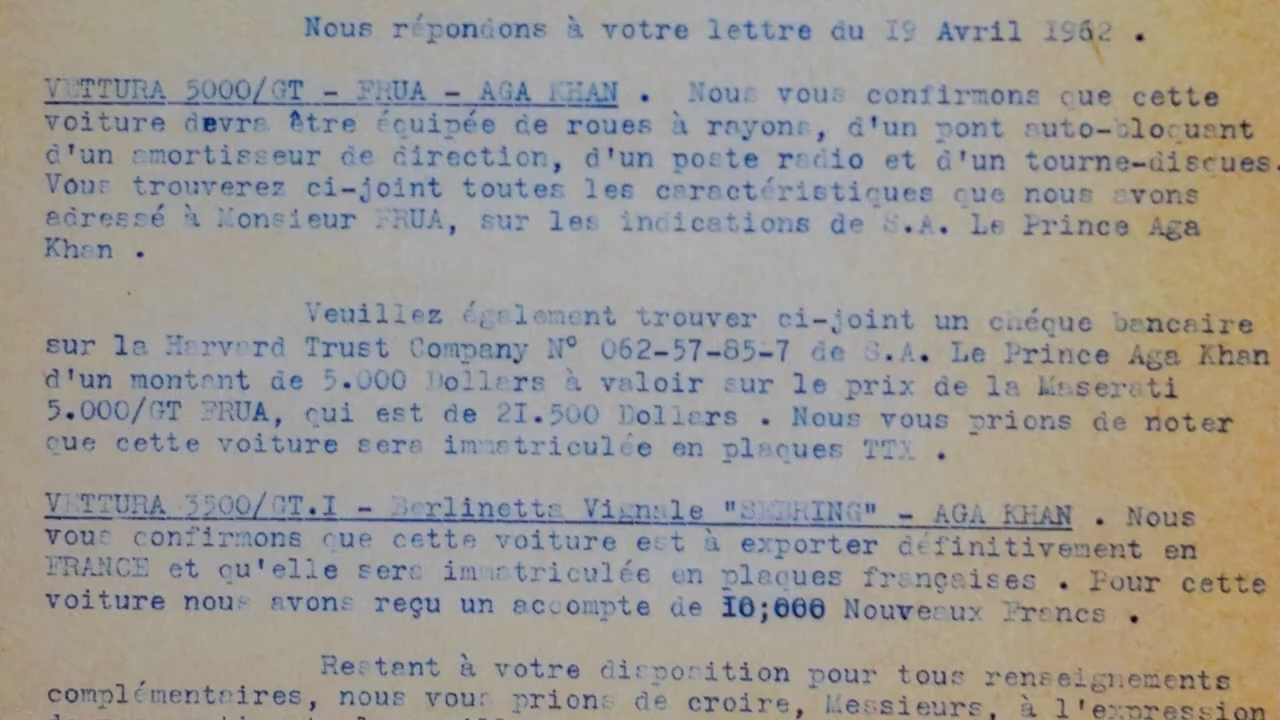 Nous répondons à votre lettre du I9 Avril I962 .
VETTURA 5000/GT - FRUA - AGA KHAN . Nous vous confirmons que cette
voiture devra être équipée de roues à rayons, d'un pont auto-bloquant
d'un amortisseur de direction, d'un poste radio et d'un tourne-disques.
Vous trouverez ci-joint toutes les caractéristiques que nous avons
adressé à Monsieur FRUA, sur les indications de S.A. Le Prince Aga
Khan .
Veuillez également trouver ci-joint un chéque bancaire
sur la Harvard Trust Company N° 062-57-85-7 de S.A. Le Prince Aga Khan
d'un montant de 5.000 Dollars à valoir sur le prix de la Maserati
5.000/GT FRUA, qui est de 2I.500 Dollars . Nous vous prions de noter
que cette voiture sera immatriculée en plaques TTX .
VETTURA 3500/GT.I - Berlinetta Vignale "SEBRING" - AGA KHAN . Nous
vous confirmons que cette voiture est à exporter définitivement en
FRANCE et qu'elle sera immatriculée en plaques françaises . Pour cette
voiture nous avons reçu un accompte de I0;000 Nouveaux Francs .
Restant à votre disposition pour tous renseignements
complémentaires, nous vous prions de croire, Messieurs, à l'expression